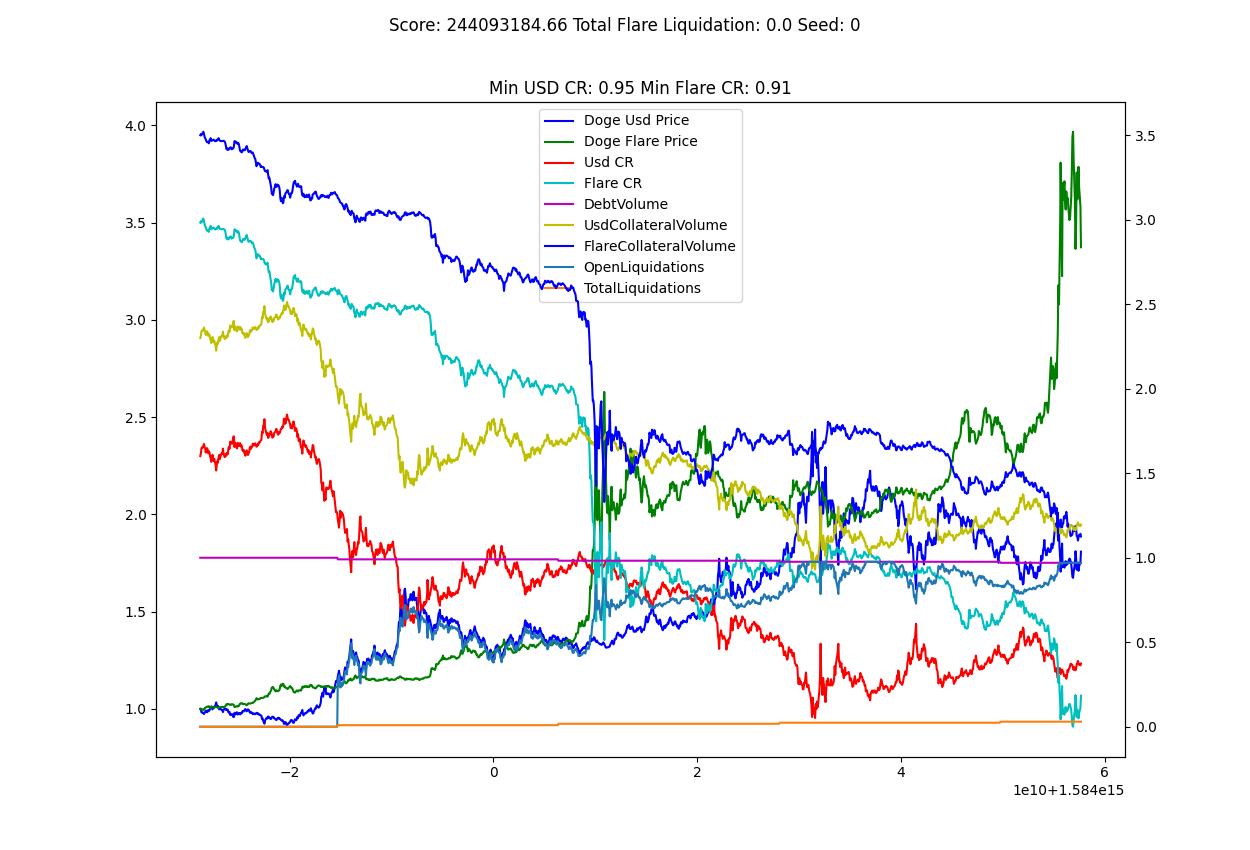 Score: 244093184.66 Total Flare Liquidation: 0.0 Seed: 0
Min USD CR: 0.95 Min Flare CR: 0.91
Doge Usd Price
Doge Flare Price
Usd CR
Flare CR
DebtVolume
UsdCollateralVolume
FlareCollateralVolume
OpenLiquidations
TotalLiquidations
4.0
3.5
3.0
2.5
2.0
1.5
1.0
3.5
3.0
2.5
2.0
1.5
1.0
0.5
0.0
−2 0 2 4 6
1e10+1.584e15